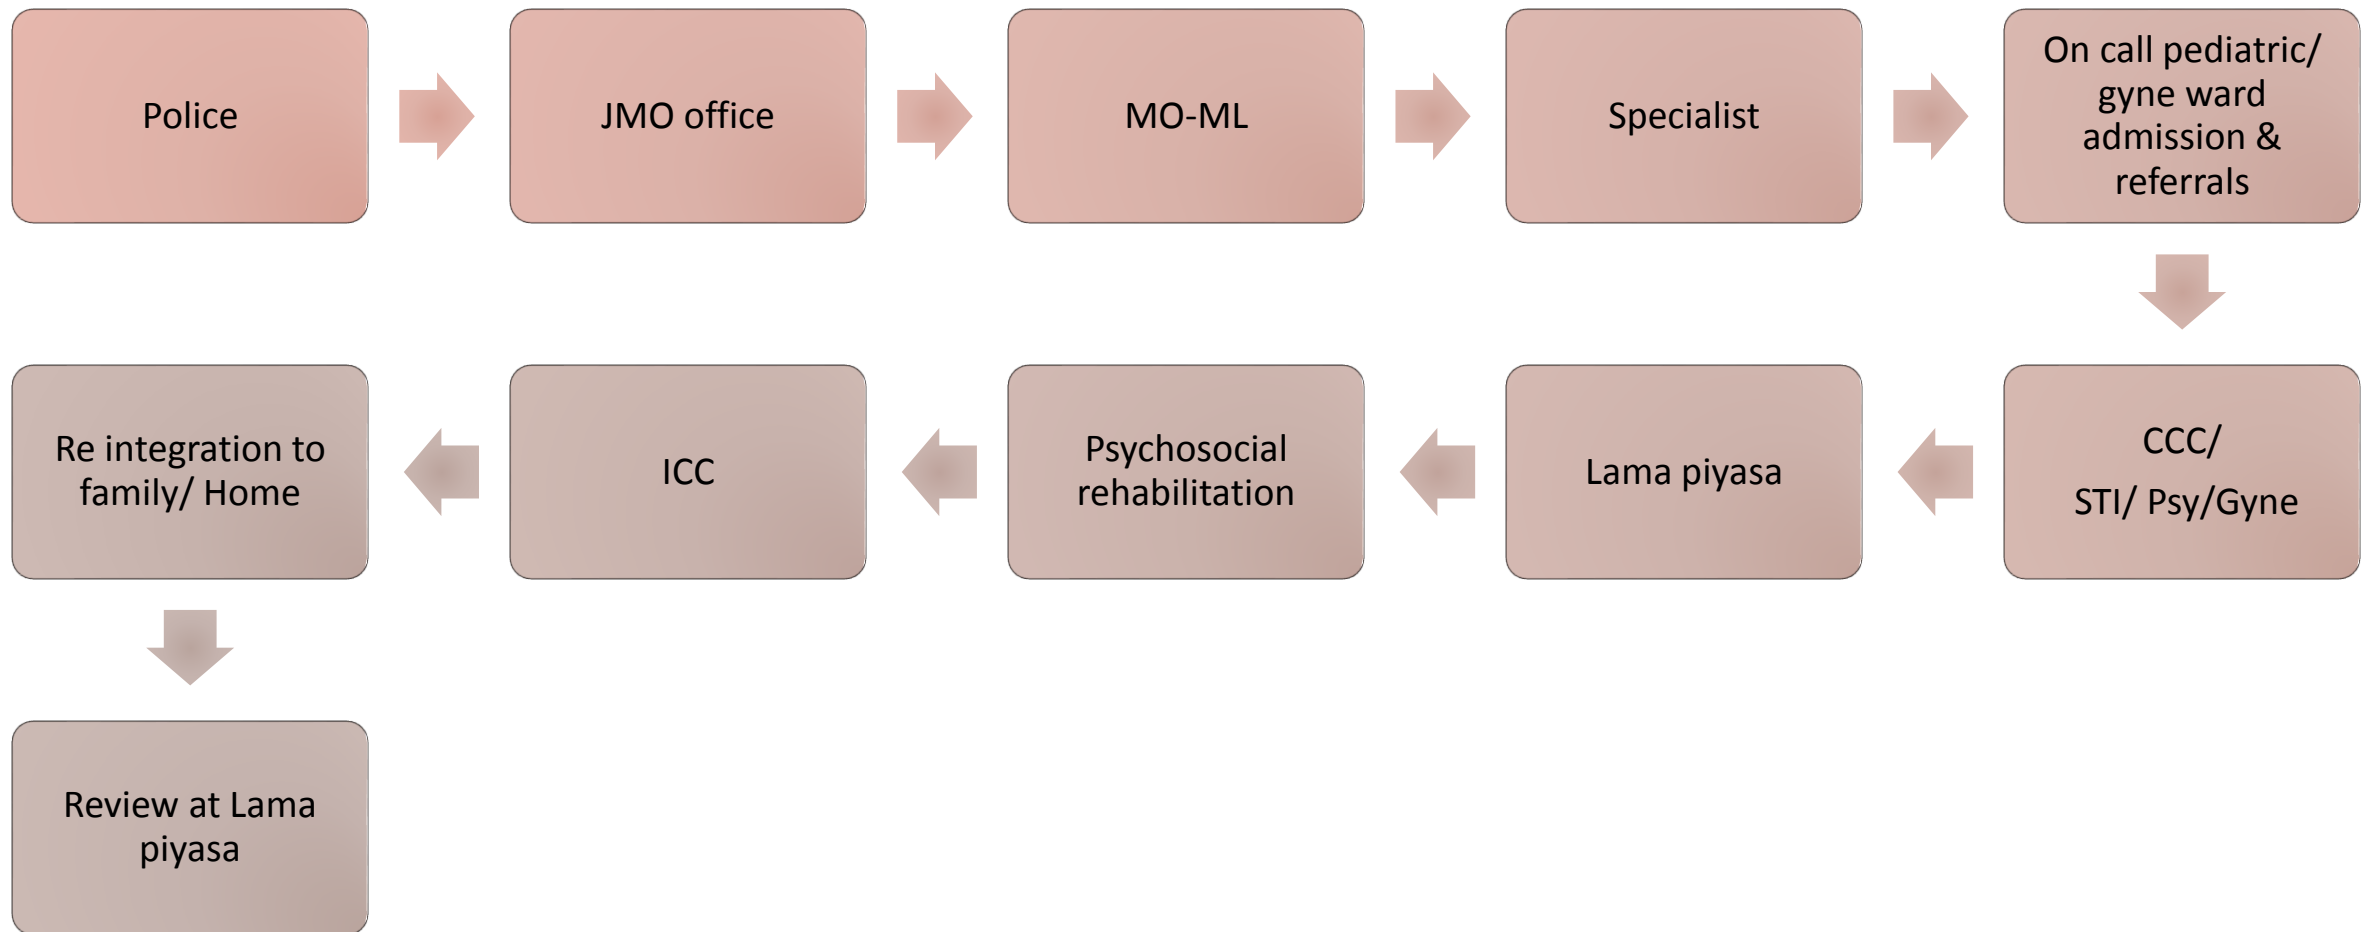 Police
JMO office
MO-ML
Specialist
On call pediatric/
gyne ward
admission &
referrals
CCC/
STI/ Psy/Gyne
Lama piyasa
Psychosocial
rehabilitation
ICC
Re integration to
family/ Home
Review at Lama
piyasa